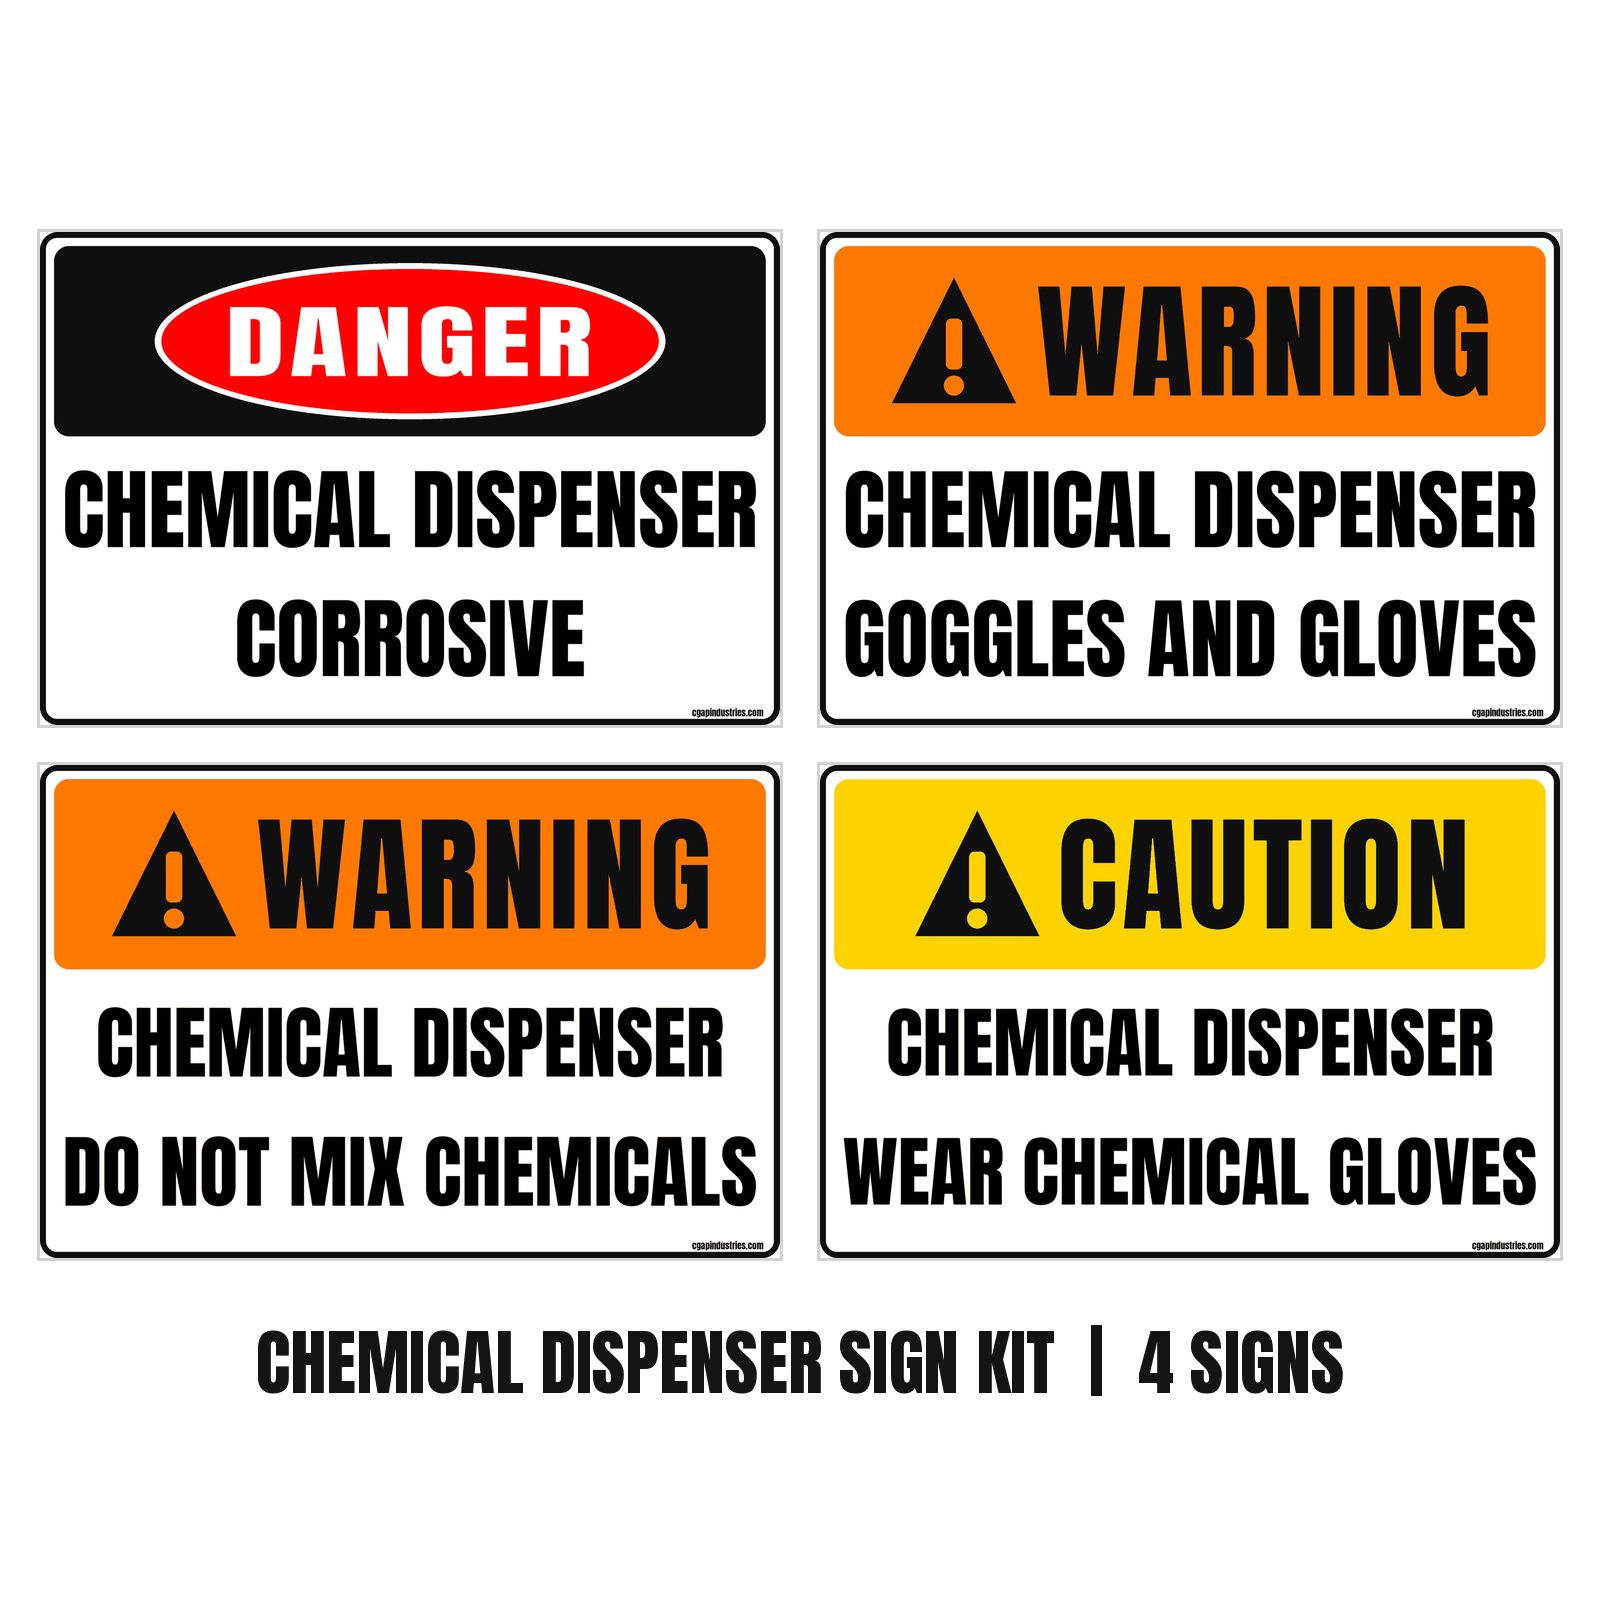 DANGER
CHEMICAL DISPENSER
CORROSIVE
cgapindustries.com
WARNING
CHEMICAL DISPENSER
GOGGLES AND GLOVES
cgapindustries.com
WARNING
CHEMICAL DISPENSER
DO NOT MIX CHEMICALS
cgapindustries.com
CAUTION
CHEMICAL DISPENSER
WEAR CHEMICAL GLOVES
cgapindustries.com
CHEMICAL DISPENSER SIGN KIT | 4 SIGNS